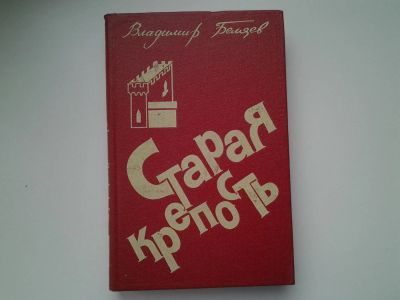 Владимир Беляев
Старая
крепость